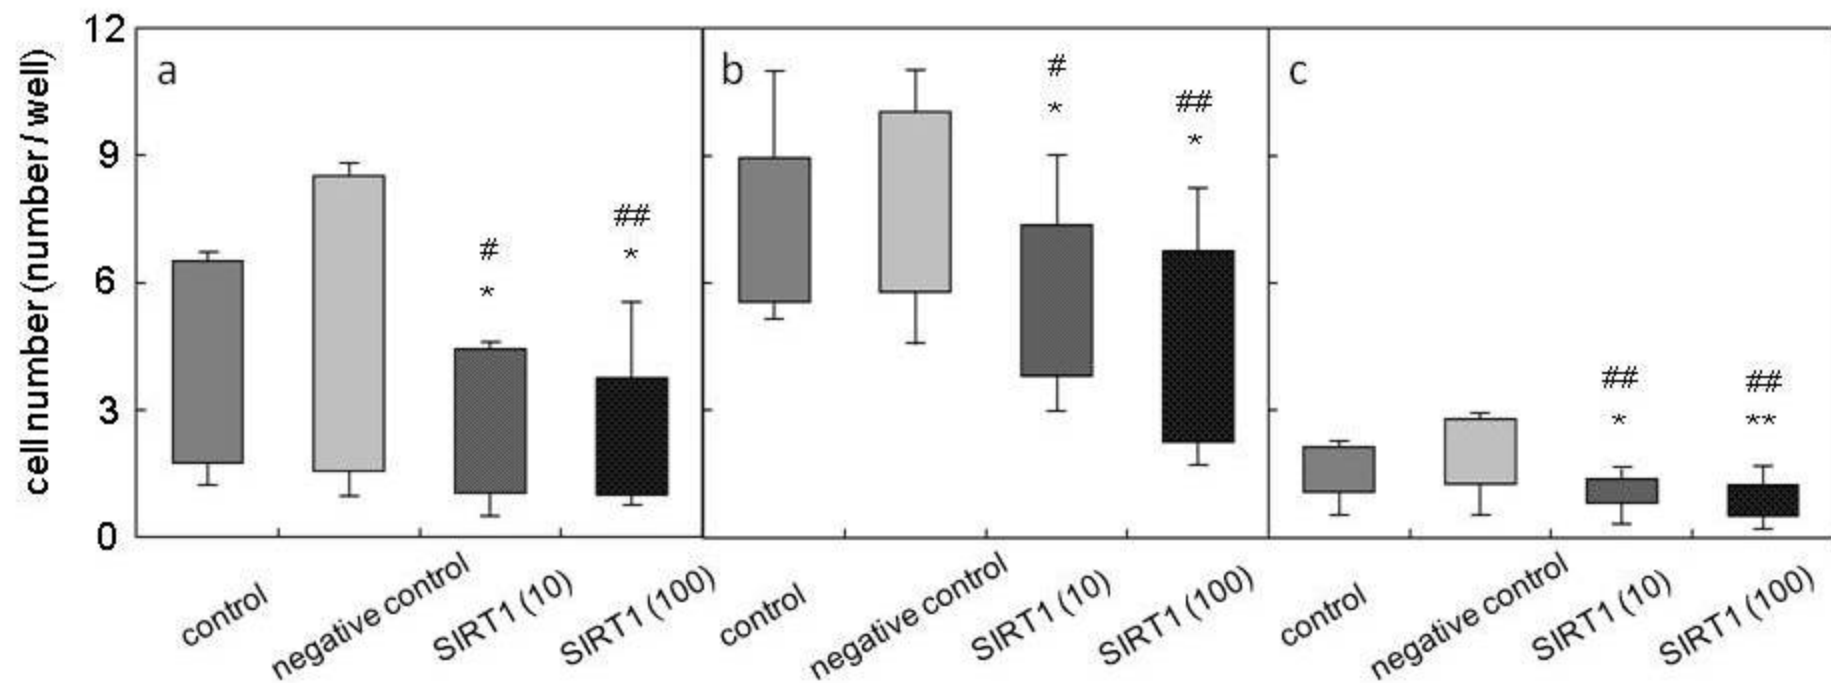 cell number (number / well)
12
9
6
3
0
a
#
*
##
*
b
#
*
##
*
c
##
*
##
**
control
negative control
SIRT1 (10)
SIRT1 (100)
control
negative control
SIRT1 (10)
SIRT1 (100)
control
negative control
SIRT1 (10)
SIRT1 (100)